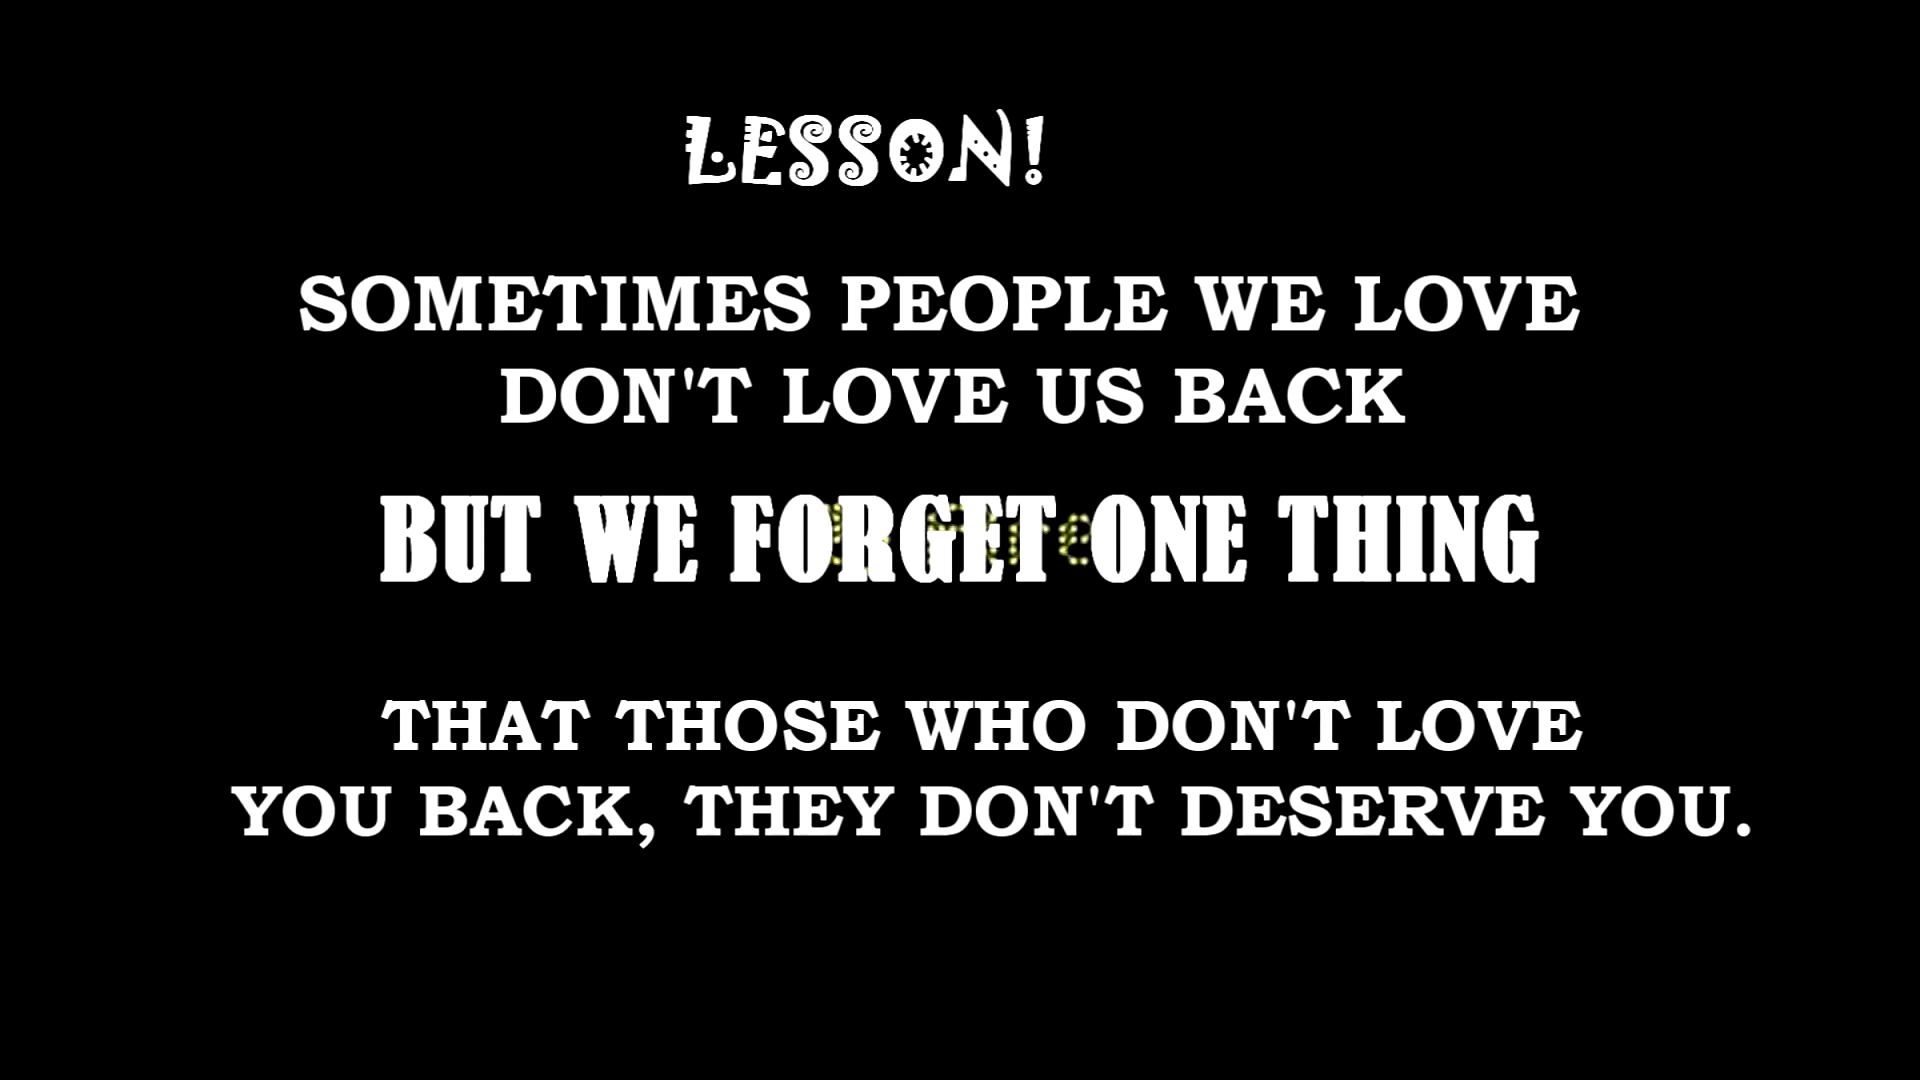 LESSON!
SOMETIMES PEOPLE WE LOVE
DON'T LOVE US BACK
BUT WE FORGET ONE THING
THAT THOSE WHO DON'T LOVE
YOU BACK, THEY DON'T DESERVE YOU.